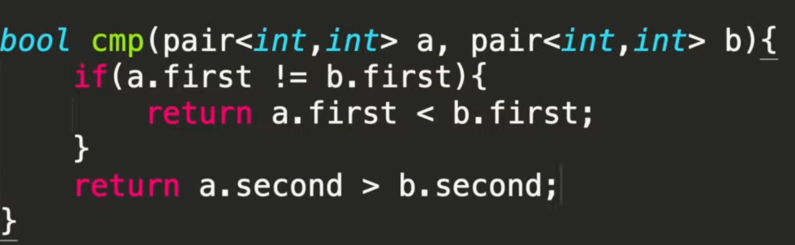 bool cmp(pair<int,int> a, pair<int,int> b){
    if(a.first != b.first){
        return a.first < b.first;
    }
    return a.second > b.second;
}